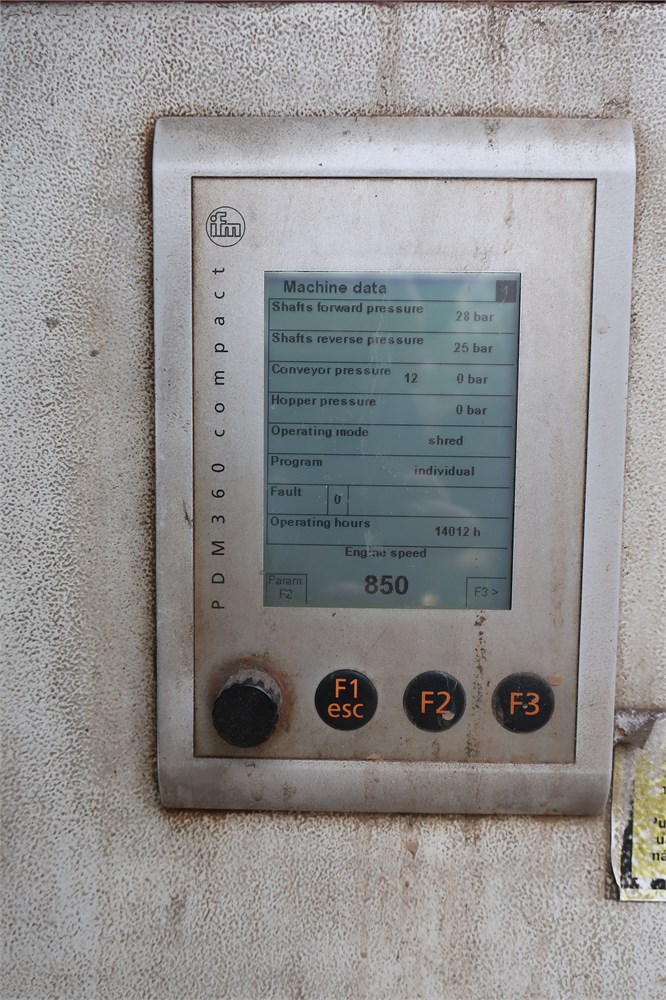 ifm
PDM360 compact
Machine data 1
Shafts forward pressure 28 bar
Shafts reverse pressure 25 bar
Conveyor pressure 12 0 bar
Hopper pressure 0 bar
Operating mode shred
Program individual
Fault 0
Operating hours 14012 h
Engine speed
Param. 850
F2 F3 >
F1 F2 F3
esc